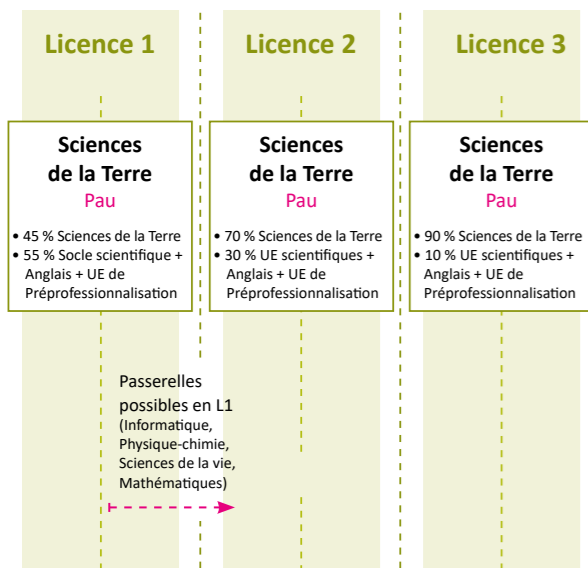 Licence 1
Licence 2
Licence 3
Sciences
de la Terre
Pau
• 45 % Sciences de la Terre
• 55 % Socle scientifique +
Anglais + UE de
Préprofessionnalisation
Sciences
de la Terre
Pau
• 70 % Sciences de la Terre
• 30 % UE scientifiques +
Anglais + UE de
Préprofessionnalisation
Sciences
de la Terre
Pau
• 90 % Sciences de la Terre
• 10 % UE scientifiques +
Anglais + UE de
Préprofessionnalisation
Passerelles
possibles en L1
(Informatique,
Physique-chimie,
Sciences de la vie,
Mathématiques)